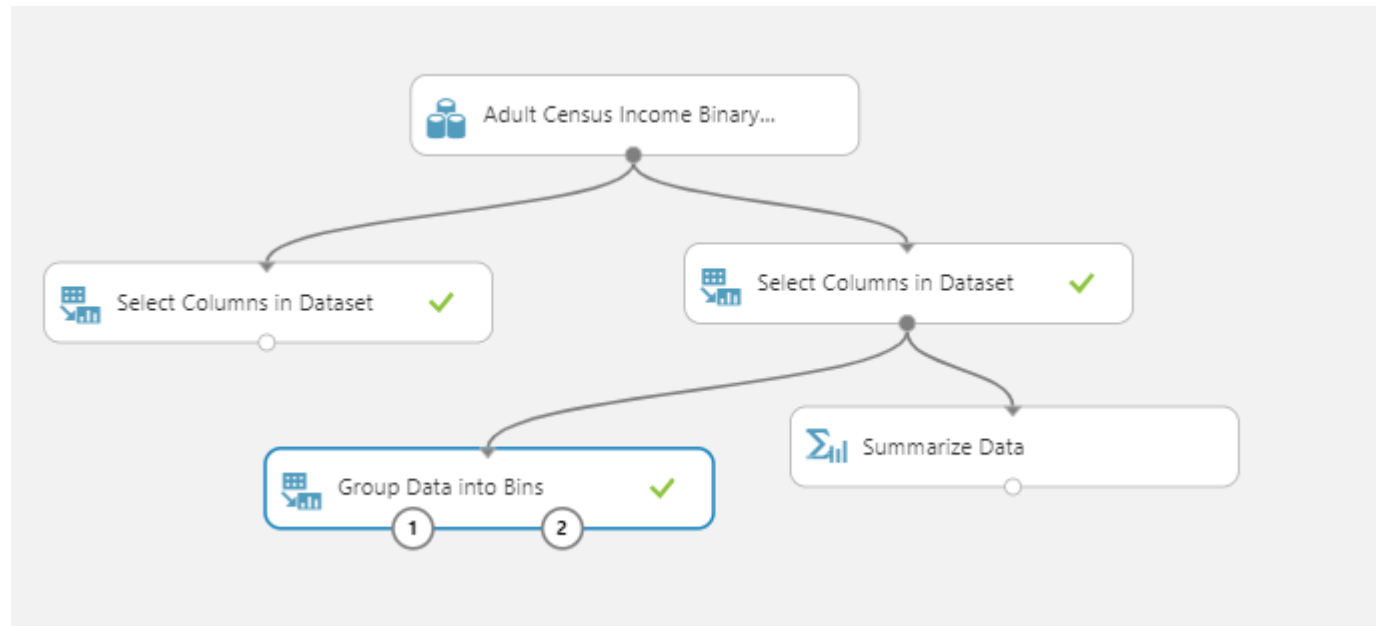 Adult Census Income Binary...
Select Columns in Dataset
Select Columns in Dataset
Summarize Data
Group Data into Bins
1
2